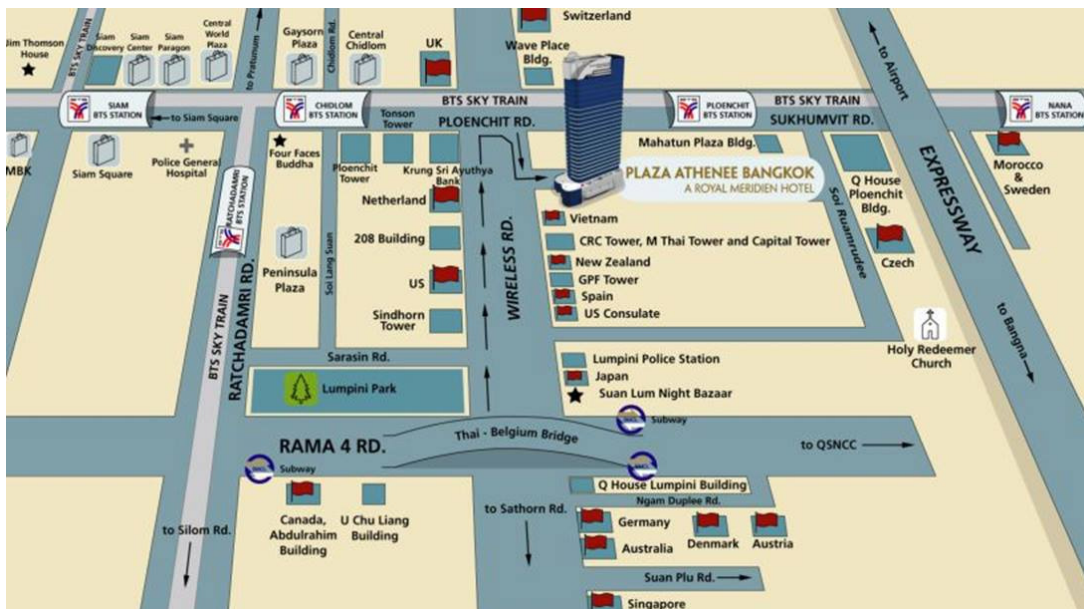 Switzerland
Jim Thomson
House
BTS SKY TRAIN
Siam
Discovery
Siam
Center
Siam
Paragon
Central
World
Plaza
to Pratunum
Gaysorn
Plaza
Chidlom Rd.
Central
Chidlom
UK
Wave Place
Bldg.
to Airport
SIAM
BTS STATION
to Siam Square
CHIDLOM
BTS STATION
BTS SKY TRAIN
PLOENCHIT RD.
PLOENCHIT
BTS STATION
BTS SKY TRAIN
SUKHUMVIT RD.
NANA
BTS STATION
MBK
Siam Square
Police General
Hospital
Four Faces
Buddha
Tonson
Tower
Ploenchit
Tower
Krung Sri Ayuthya
Bank
Mahatun Plaza Bldg.
PLAZA ATHENEE BANGKOK
A ROYAL MERIDIEN HOTEL
Q House
Ploenchit
Bldg.
EXPRESSWAY
Morocco
& Sweden
RATCHADAMRI
BTS STATION
Netherland
208 Building
US
Sindhorn
Tower
Peninsula
Plaza
Soi Lang Suan
WIRELESS RD.
Vietnam
CRC Tower, M Thai Tower and Capital Tower
New Zealand
GPF Tower
Spain
US Consulate
Soi Ruamrudee
Czech
BTS SKY TRAIN
RATCHADAMRI RD.
Sarasin Rd.
Lumpini Park
Lumpini Police Station
Japan
Suan Lum Night Bazaar
Holy Redeemer
Church
to Bangna
RAMA 4 RD.
Thai - Belgium Bridge
Subway
Subway
to QSNCC
to Silom Rd.
Canada,
Abdulrahim
Building
U Chu Liang
Building
to Sathorn Rd.
Q House Lumpini Building
Ngam Duplee Rd.
Germany
Australia
Denmark
Austria
Suan Plu Rd.
Singapore